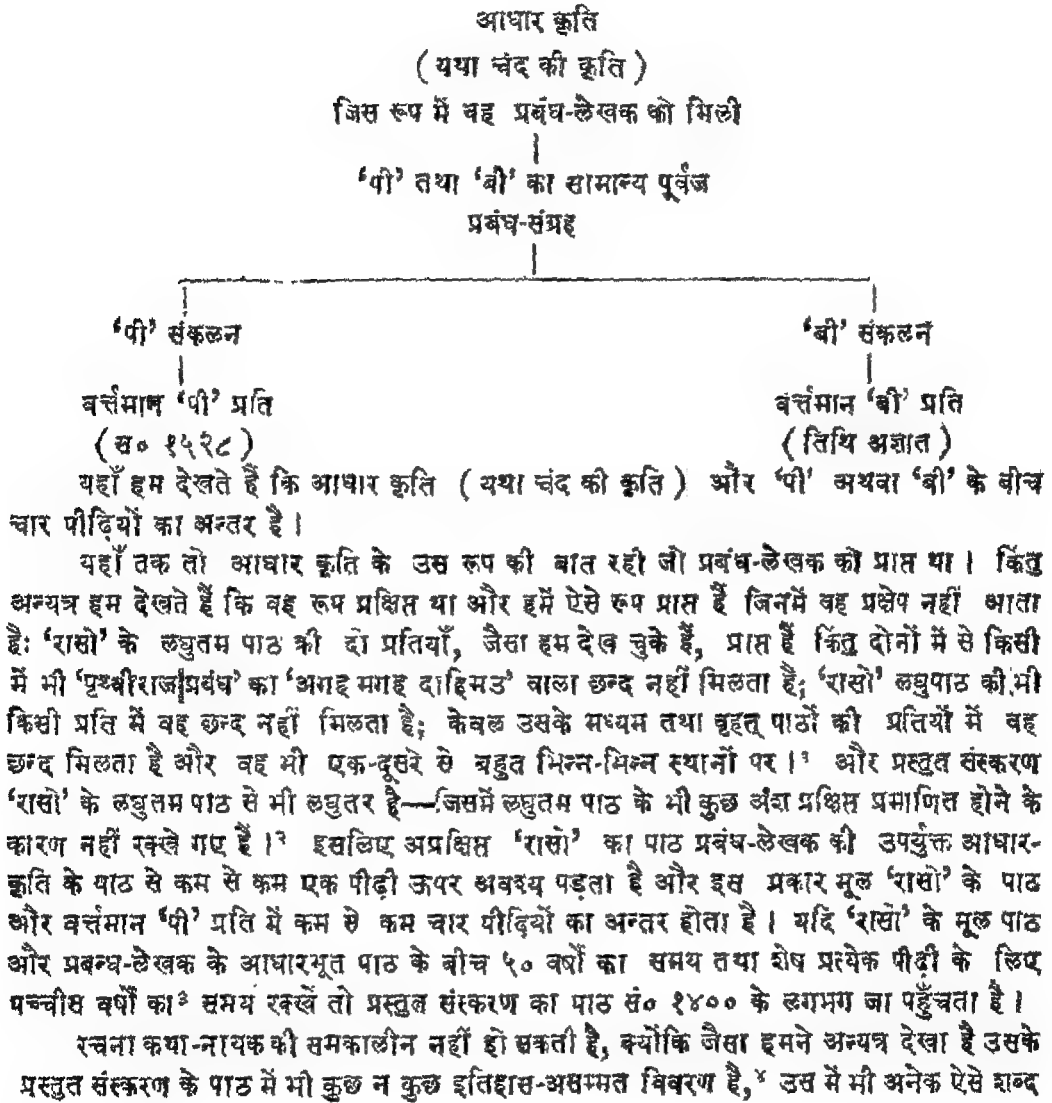 आधार कृति
( यथा चंद की कृति )
जिस रूप में वह प्रबंध-लेखक को मिली
'पी' तथा 'बी' का सामान्य पूर्वज
प्रबंध-संग्रह
'पी' संकलन 'बी' संकलन
वर्त्तमान 'पी' प्रति वर्त्तमान 'बी' प्रति
( स० १५२८ ) ( तिथि अज्ञात )
यहाँ हम देखते हैं कि आधार कृति ( यथा चंद की कृति ) और 'पी' अथवा 'बी' के बीच
चार पीढ़ियों का अन्तर है ।
यहाँ तक तो आधार कृति के उस रूप की बात रही जो प्रबंध-लेखक को प्राप्त था । किंतु
अन्यत्र हम देखते हैं कि वह रूप प्रक्षिप्त था और हमें ऐसे रूप प्राप्त हैं जिनमें वह प्रक्षेप नहीं आता
है: 'रासो' के लघुतम पाठ की दो प्रतियाँ, जैसा हम देख चुके हैं, प्राप्त हैं किंतु दोनों में से किसी
में भी 'पृथ्वीराज प्रबंध' का 'अगह मगह दाहिमउ' वाला छन्द नहीं मिलता है; 'रासो' लघुपाठ की भी
किसी प्रति में वह छन्द नहीं मिलता है; केवल उसके मध्यम तथा वृहत् पाठों की प्रतियों में वह
छन्द मिलता है और वह भी एक-दूसरे से बहुत भिन्न-भिन्न स्थानों पर ।¹ और प्रस्तुत संस्करण
'रासो' के लघुतम पाठ से भी लघुतर है—जिसमें लघुतम पाठ के भी कुछ अंश प्रक्षिप्त प्रमाणित होने के
कारण नहीं रक्खे गए हैं ।² इसलिए अप्रक्षिप्त 'रासो' का पाठ प्रबंध-लेखक की उपर्युक्त आधार-
कृति के पाठ से कम से कम एक पीढ़ी ऊपर अवश्य पड़ता है और इस प्रकार मूल 'रासो' के पाठ
और वर्त्तमान 'पी' प्रति में कम से कम चार पीढ़ियों का अन्तर होता है । यदि 'रासो' के मूल पाठ
और प्रबन्ध-लेखक के आधारभूत पाठ के बीच ५० वर्षों का समय तथा शेष प्रत्येक पीढ़ी के लिए
पच्चीस वर्षों का³ समय रक्खें तो प्रस्तुत संस्करण का पाठ सं० १४०० के लगभग जा पहुँचता है ।
रचना कथा-नायक की समकालीन नहीं हो सकती है, क्योंकि जैसा हमने अन्यत्र देखा है उसके
प्रस्तुत संस्करण के पाठ में भी कुछ न कुछ इतिहास-असम्मत विवरण है,⁴ उस में भी अनेक ऐसे शब्द